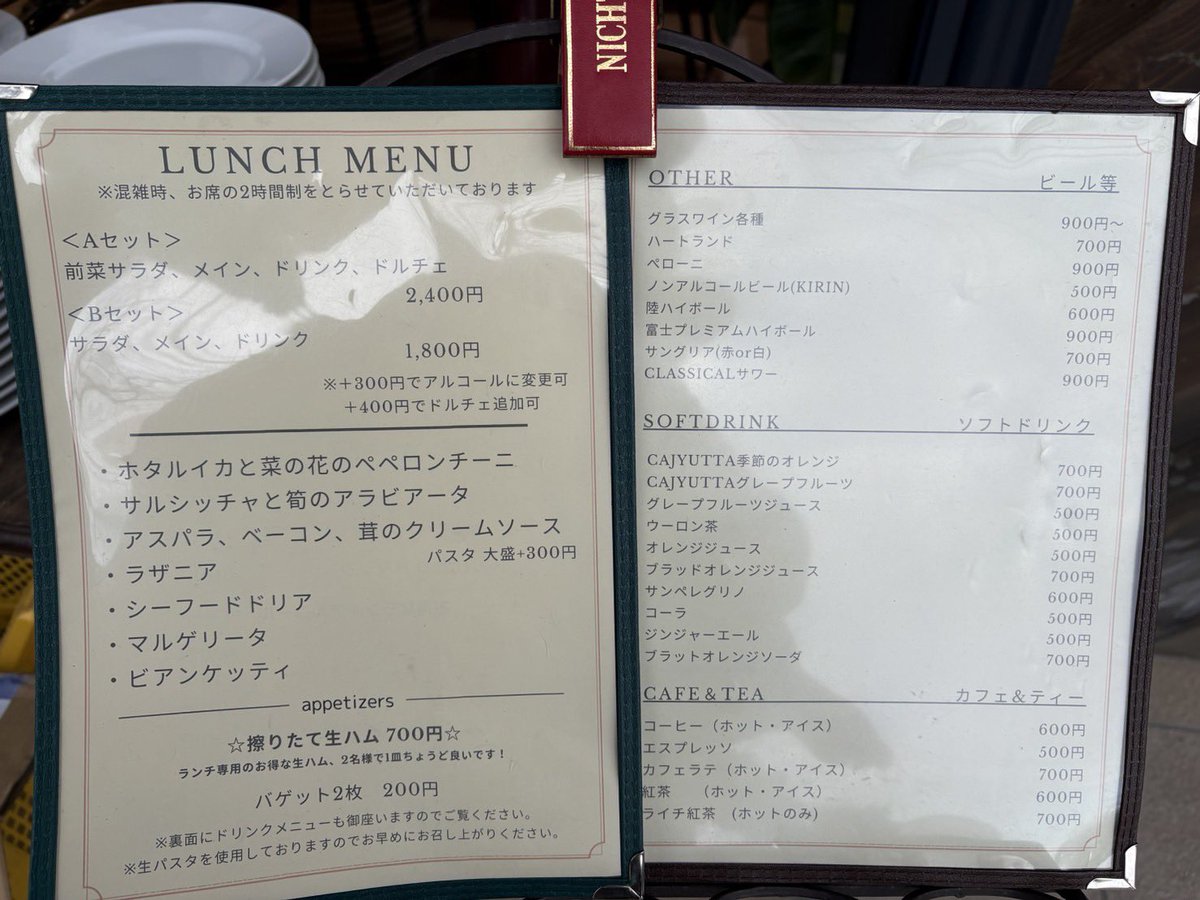 NICHT
LUNCH MENU
※混雑時、お席の2時間制をとらせていただいております
＜Aセット＞
前菜サラダ、メイン、ドリンク、ドルチェ
2,400円
＜Bセット＞
サラダ、メイン、ドリンク
1,800円
※＋300円でアルコールに変更可
＋400円でドルチェ追加可
・ホタルイカと菜の花のペペロンチーニ
・サルシッチャと筍のアラビアータ
・アスパラ、ベーコン、茸のクリームソース
パスタ 大盛+300円
・ラザニア
・シーフードドリア
・マルゲリータ
・ビアンケッティ
appetizers
☆擦りたて生ハム 700円☆
ランチ専用のお得な生ハム、2名様で1皿ちょうど良いです！
バゲット2枚 200円
※裏面にドリンクメニューも御座いますのでご覧ください。
※生パスタを使用しておりますのでお早めにお召し上がりください。
OTHER ビール等
グラスワイン各種 900円～
ハートランド 700円
ペローニ 900円
ノンアルコールビール(KIRIN) 500円
陸ハイボール 600円
富士プレミアムハイボール 900円
サングリア(赤or白) 700円
CLASSICALサワー 900円
SOFTDRINK ソフトドリンク
CAJYUTTA季節のオレンジ 700円
CAJYUTTAグレープフルーツ 700円
グレープフルーツジュース 500円
ウーロン茶 500円
オレンジジュース 500円
ブラッドオレンジジュース 700円
サンペレグリノ 600円
コーラ 500円
ジンジャーエール 500円
ブラットオレンジソーダ 700円
CAFE＆TEA カフェ＆ティー
コーヒー（ホット・アイス） 600円
エスプレッソ 500円
カフェラテ（ホット・アイス） 700円
紅茶　（ホット・アイス） 600円
ライチ紅茶　(ホットのみ) 700円